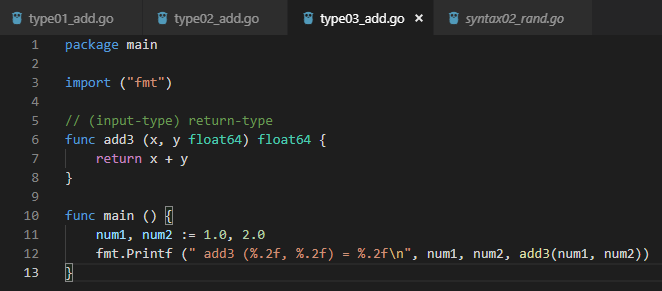 type01_add.go type02_add.go type03_add.go × syntax02_rand.go
1 package main
2
3 import ("fmt")
4
5 // (input-type) return-type
6 func add3 (x, y float64) float64 {
7     return x + y
8 }
9
10 func main () {
11     num1, num2 := 1.0, 2.0
12     fmt.Printf (" add3 (%.2f, %.2f) = %.2f\n", num1, num2, add3(num1, num2))
13 }